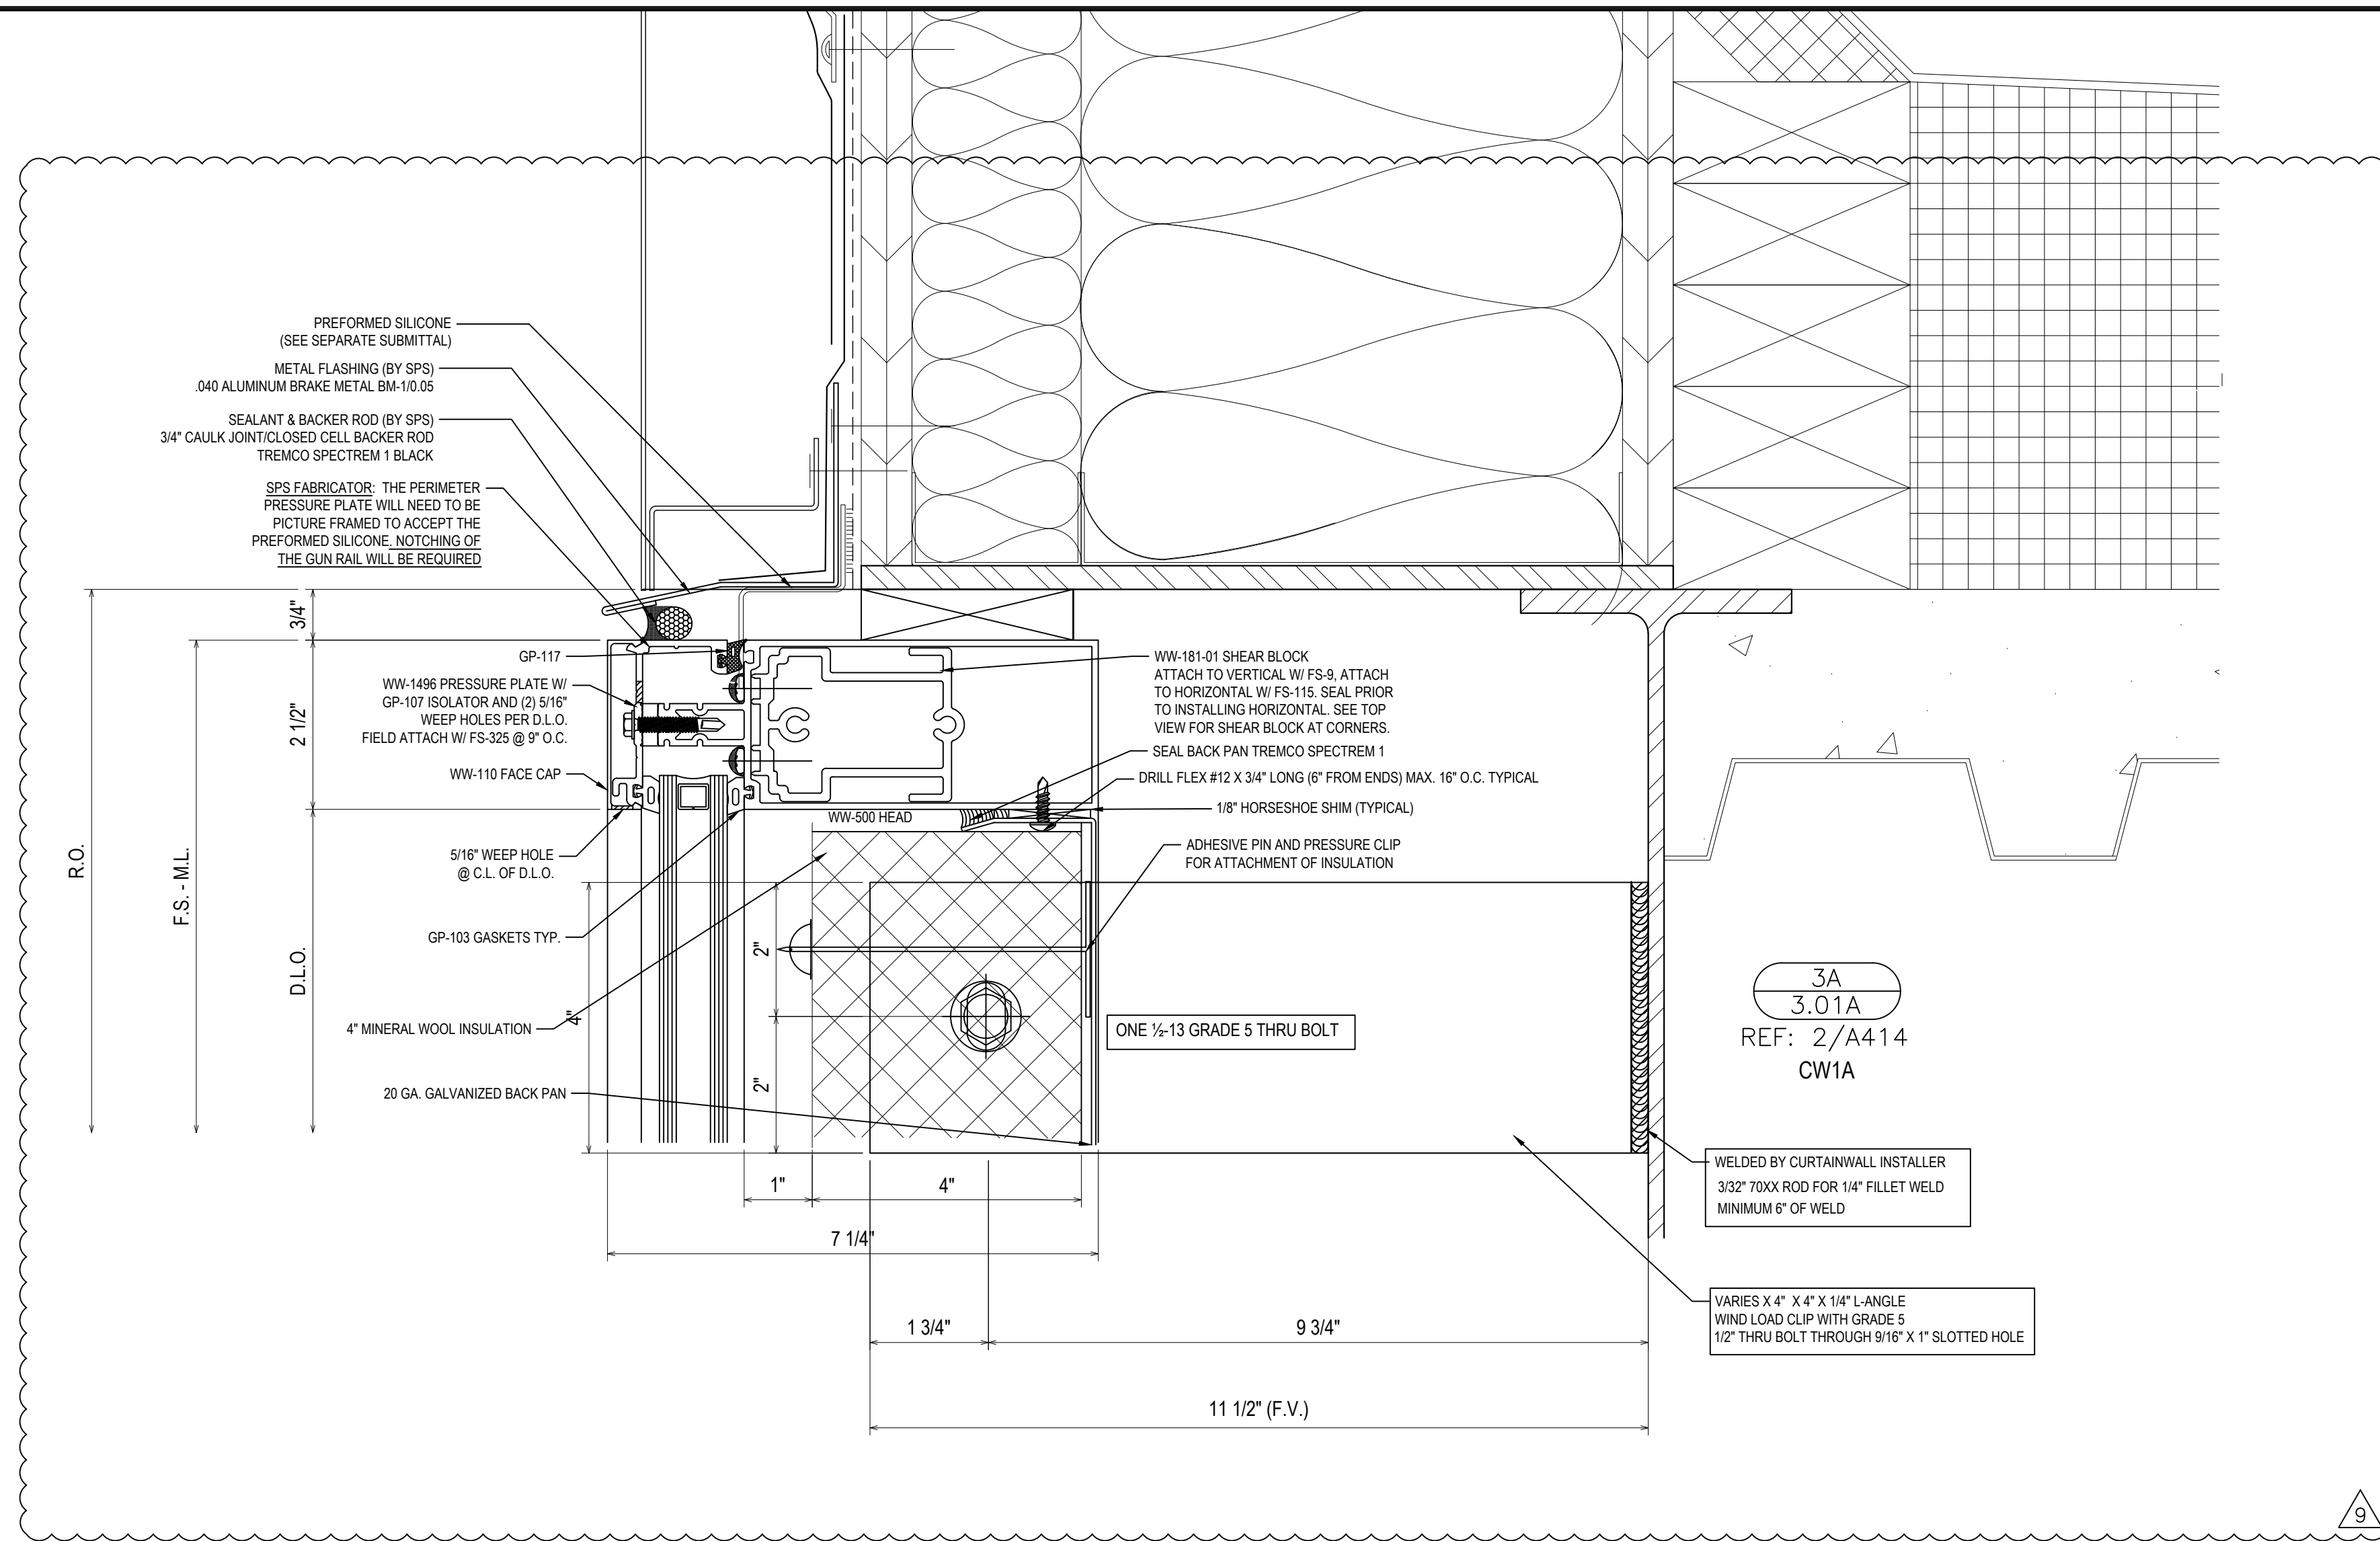 PREFORMED SILICONE
(SEE SEPARATE SUBMITTAL)
METAL FLASHING (BY SPS)
.040 ALUMINUM BRAKE METAL BM-1/0.05
SEALANT & BACKER ROD (BY SPS)
3/4" CAULK JOINT/CLOSED CELL BACKER ROD
TREMCO SPECTREM 1 BLACK
SPS FABRICATOR: THE PERIMETER
PRESSURE PLATE WILL NEED TO BE
PICTURE FRAMED TO ACCEPT THE
PREFORMED SILICONE. NOTCHING OF
THE GUN RAIL WILL BE REQUIRED
3/4"
2 1/2"
R.O.
F.S. - M.L.
D.L.O.
GP-117
WW-1496 PRESSURE PLATE W/
GP-107 ISOLATOR AND (2) 5/16"
WEEP HOLES PER D.L.O.
FIELD ATTACH W/ FS-325 @ 9" O.C.
WW-110 FACE CAP
5/16" WEEP HOLE
@ C.L. OF D.L.O.
GP-103 GASKETS TYP.
4" MINERAL WOOL INSULATION
20 GA. GALVANIZED BACK PAN
WW-181-01 SHEAR BLOCK
ATTACH TO VERTICAL W/ FS-9, ATTACH
TO HORIZONTAL W/ FS-115. SEAL PRIOR
TO INSTALLING HORIZONTAL. SEE TOP
VIEW FOR SHEAR BLOCK AT CORNERS.
SEAL BACK PAN TREMCO SPECTREM 1
DRILL FLEX #12 X 3/4" LONG (6" FROM ENDS) MAX. 16" O.C. TYPICAL
1/8" HORSESHOE SHIM (TYPICAL)
WW-500 HEAD
ADHESIVE PIN AND PRESSURE CLIP
FOR ATTACHMENT OF INSULATION
4"
2"
2"
ONE ½-13 GRADE 5 THRU BOLT
3A
3.01A
REF: 2/A414
CW1A
WELDED BY CURTAINWALL INSTALLER
3/32" 70XX ROD FOR 1/4" FILLET WELD
MINIMUM 6" OF WELD
1"
4"
7 1/4"
VARIES X 4" X 4" X 1/4" L-ANGLE
WIND LOAD CLIP WITH GRADE 5
1/2" THRU BOLT THROUGH 9/16" X 1" SLOTTED HOLE
1 3/4"
9 3/4"
11 1/2" (F.V.)
9